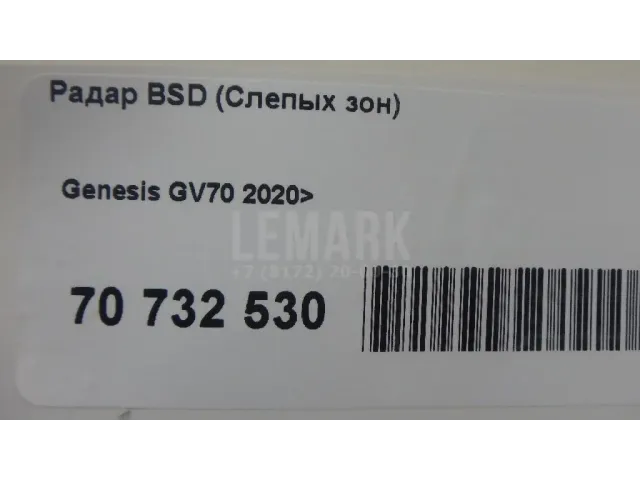 Радар BSD (Слепых зон)
Genesis GV70 2020>
LEMARK
70 732 530